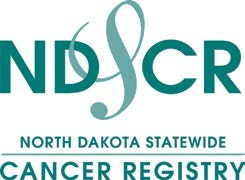 NDSCR
NORTH DAKOTA STATEWIDE
CANCER REGISTRY